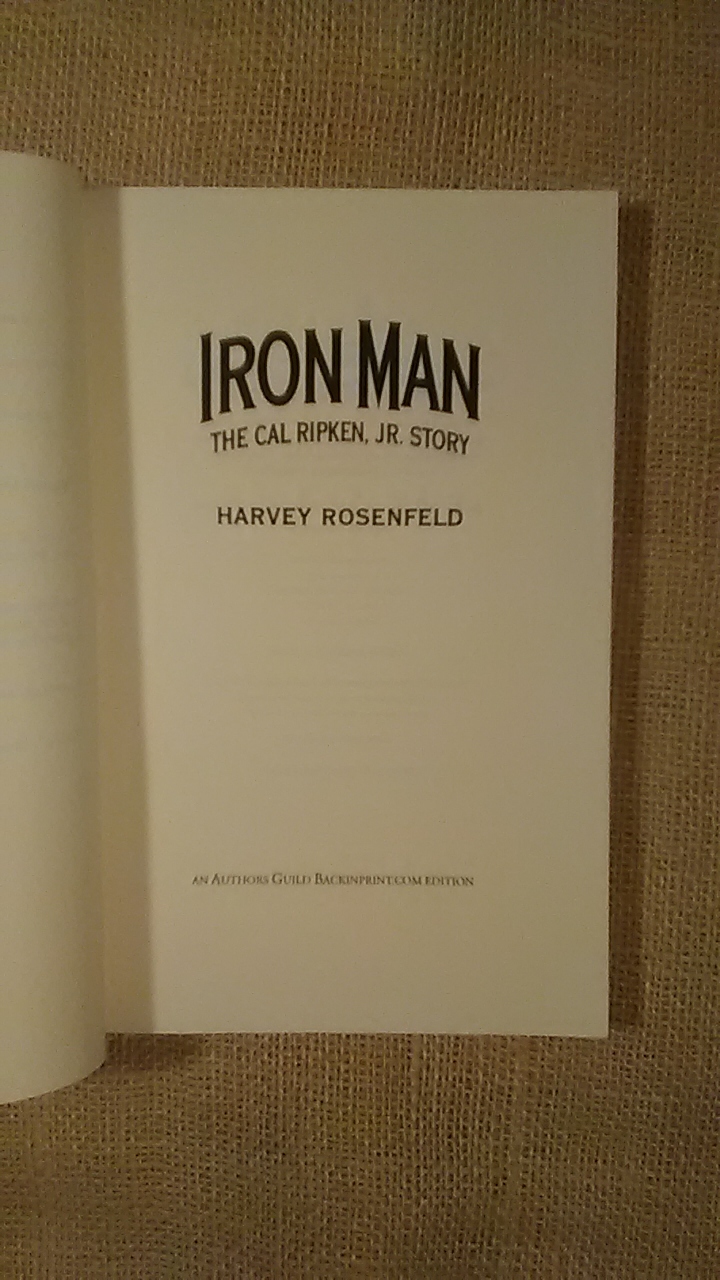 IRON MAN
THE CAL RIPKEN, JR. STORY
HARVEY ROSENFELD
AN AUTHORS GUILD BACKINPRINT.COM EDITION